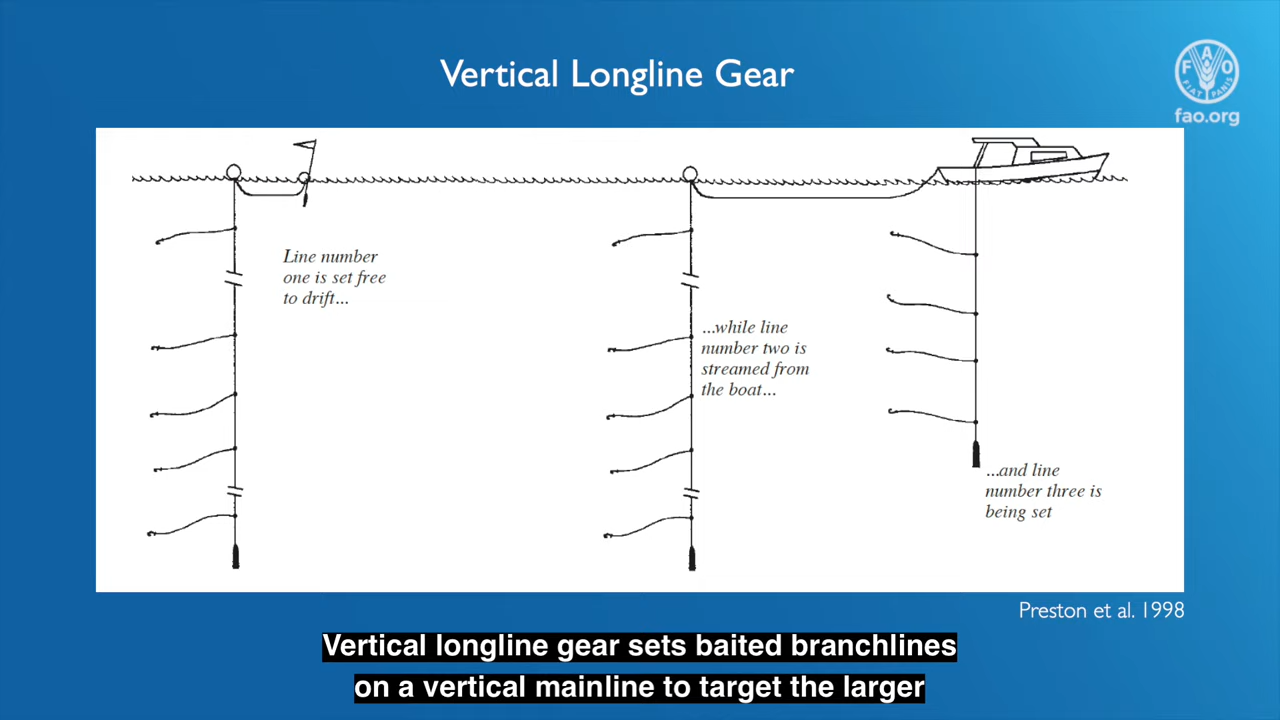 Vertical Longline Gear
F A O
FIAT PANIS
fao.org
Line number
one is set free
to drift...
...while line
number two is
streamed from
the boat...
...and line
number three is
being set
Preston et al. 1998
Vertical longline gear sets baited branchlines
on a vertical mainline to target the larger